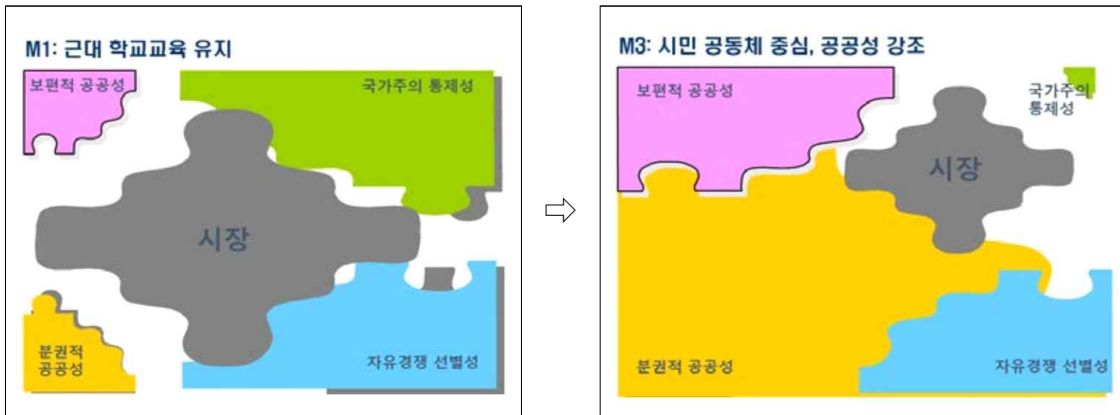 M1: 근대 학교교육 유지
보편적 공공성
국가주의 통제성
시장
분권적
공공성
자유경쟁 선별성
⇨
M3: 시민 공동체 중심, 공공성 강조
보편적 공공성
국가주의
통제성
시장
분권적 공공성
자유경쟁 선별성